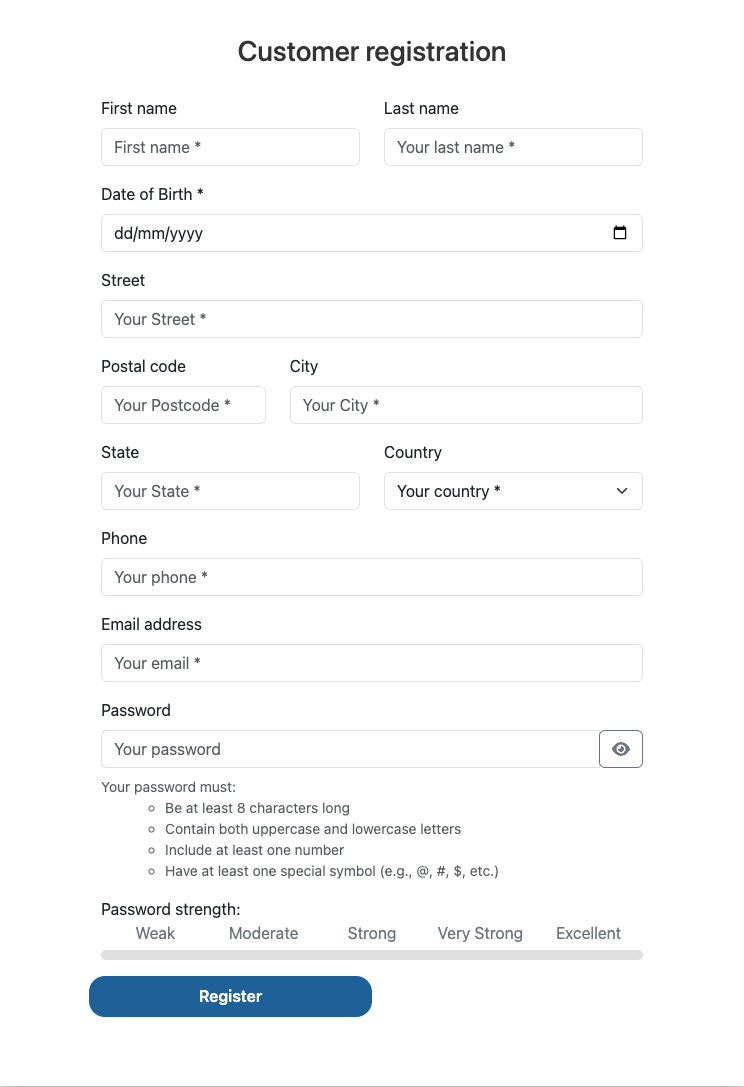 Customer registration
First name Last name
First name * Your last name *
Date of Birth *
dd/mm/yyyy
Street
Your Street *
Postal code City
Your Postcode * Your City *
State Country
Your State * Your country *
Phone
Your phone *
Email address
Your email *
Password
Your password
Your password must:
Be at least 8 characters long
Contain both uppercase and lowercase letters
Include at least one number
Have at least one special symbol (e.g., @, #, $, etc.)
Password strength:
Weak Moderate Strong Very Strong Excellent
Register